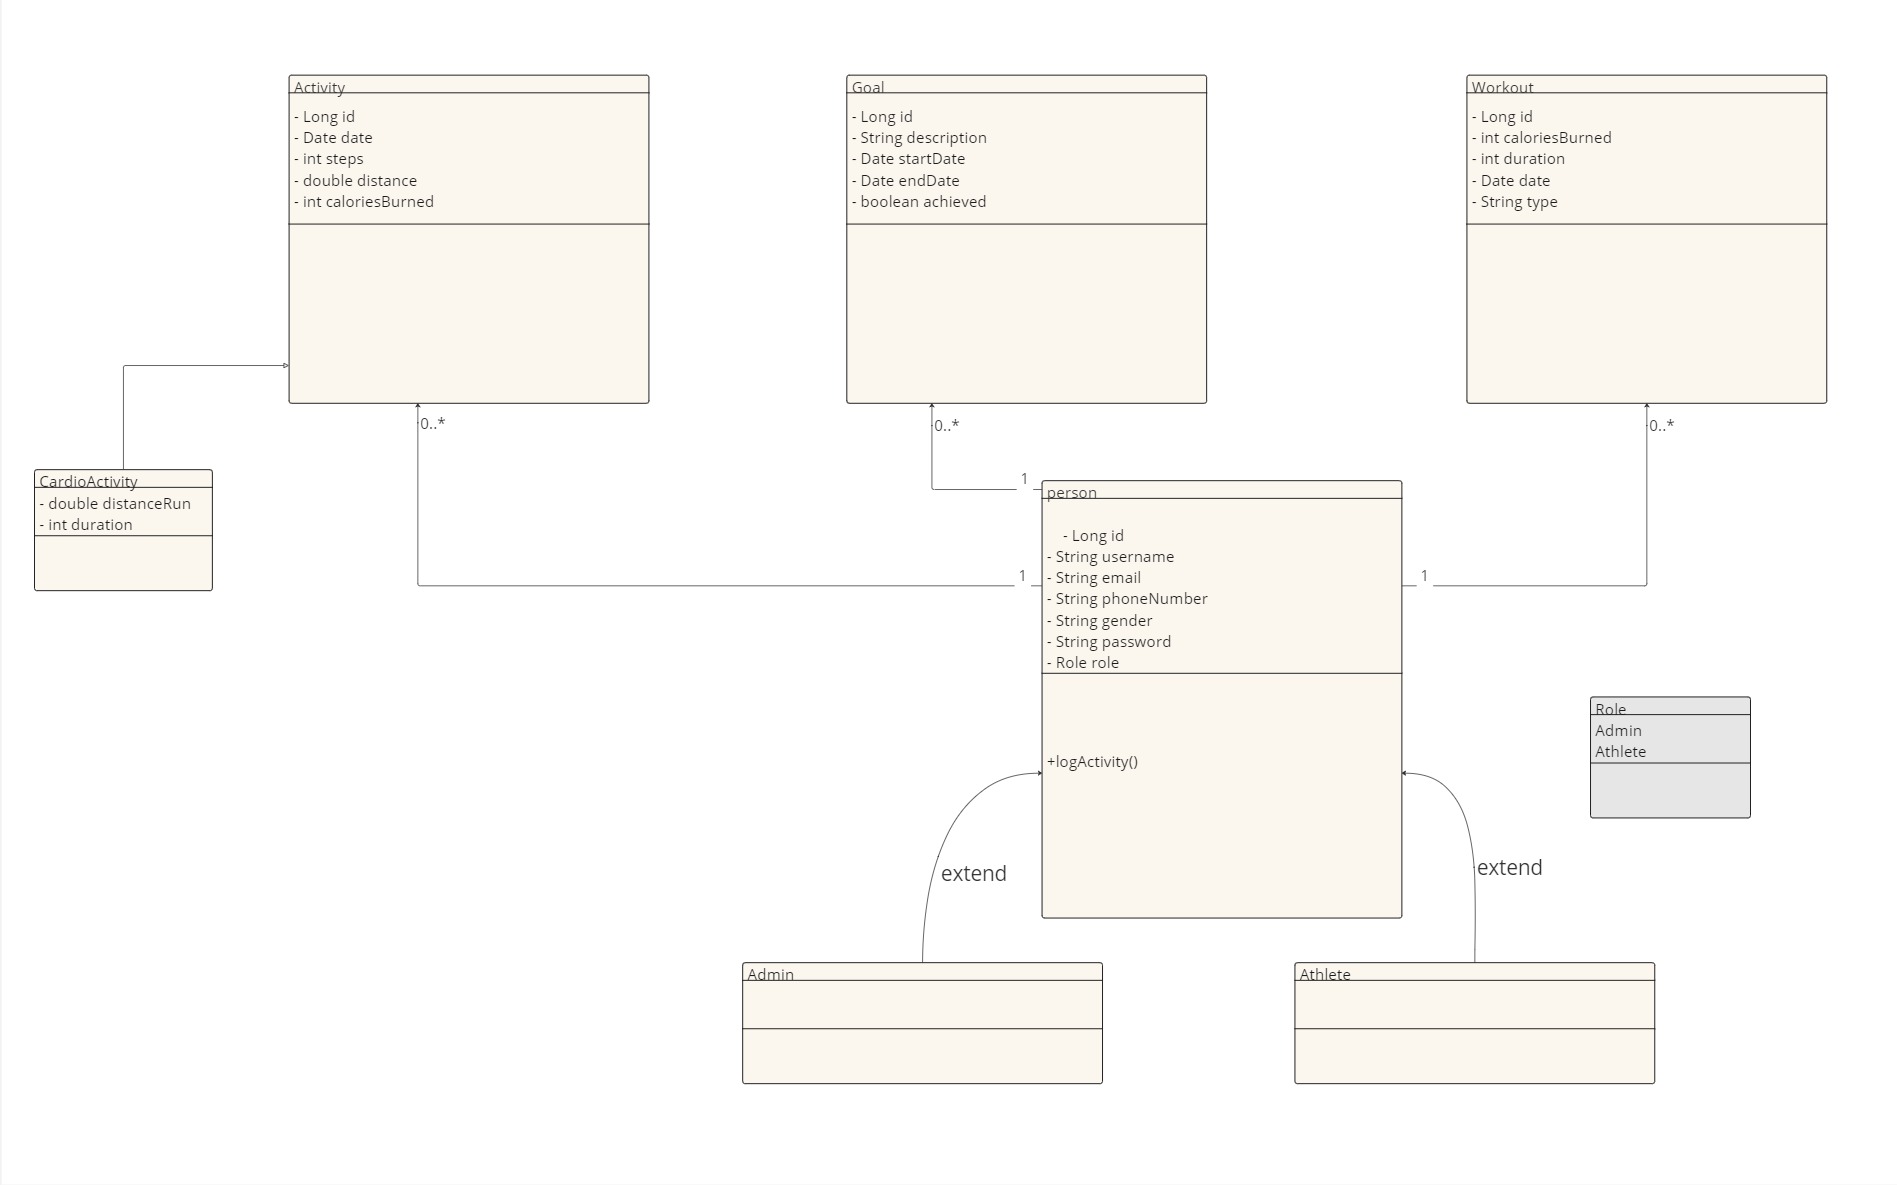 Activity
- Long id
- Date date
- int steps
- double distance
- int caloriesBurned
Goal
- Long id
- String description
- Date startDate
- Date endDate
- boolean achieved
Workout
- Long id
- int caloriesBurned
- int duration
- Date date
- String type
0..*
0..*
0..*
CardioActivity
- double distanceRun
- int duration
1
1
1
person
- Long id
- String username
- String email
- String phoneNumber
- String gender
- String password
- Role role
+logActivity()
Role
Admin
Athlete
extend
extend
Admin
Athlete